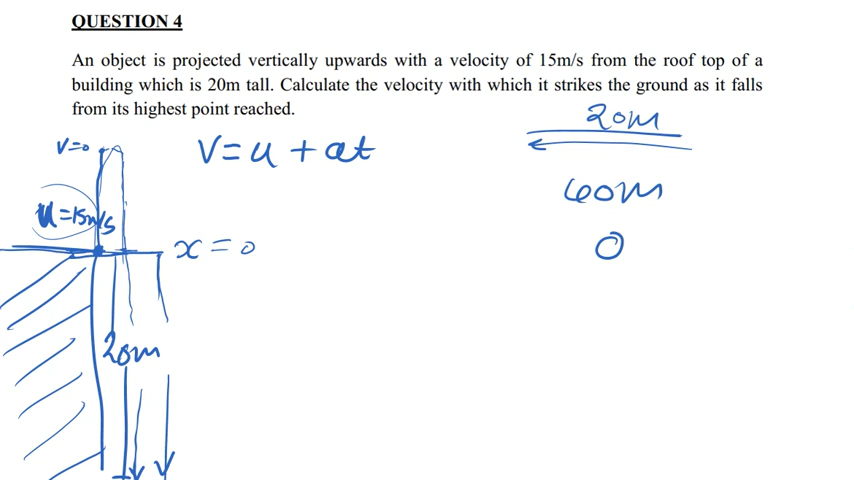 QUESTION 4
An object is projected vertically upwards with a velocity of 15m/s from the roof top of a
building which is 20m tall. Calculate the velocity with which it strikes the ground as it falls
from its highest point reached.
20m
V=0
V=u+at
40m
u=15m/s
x=0
0
20m